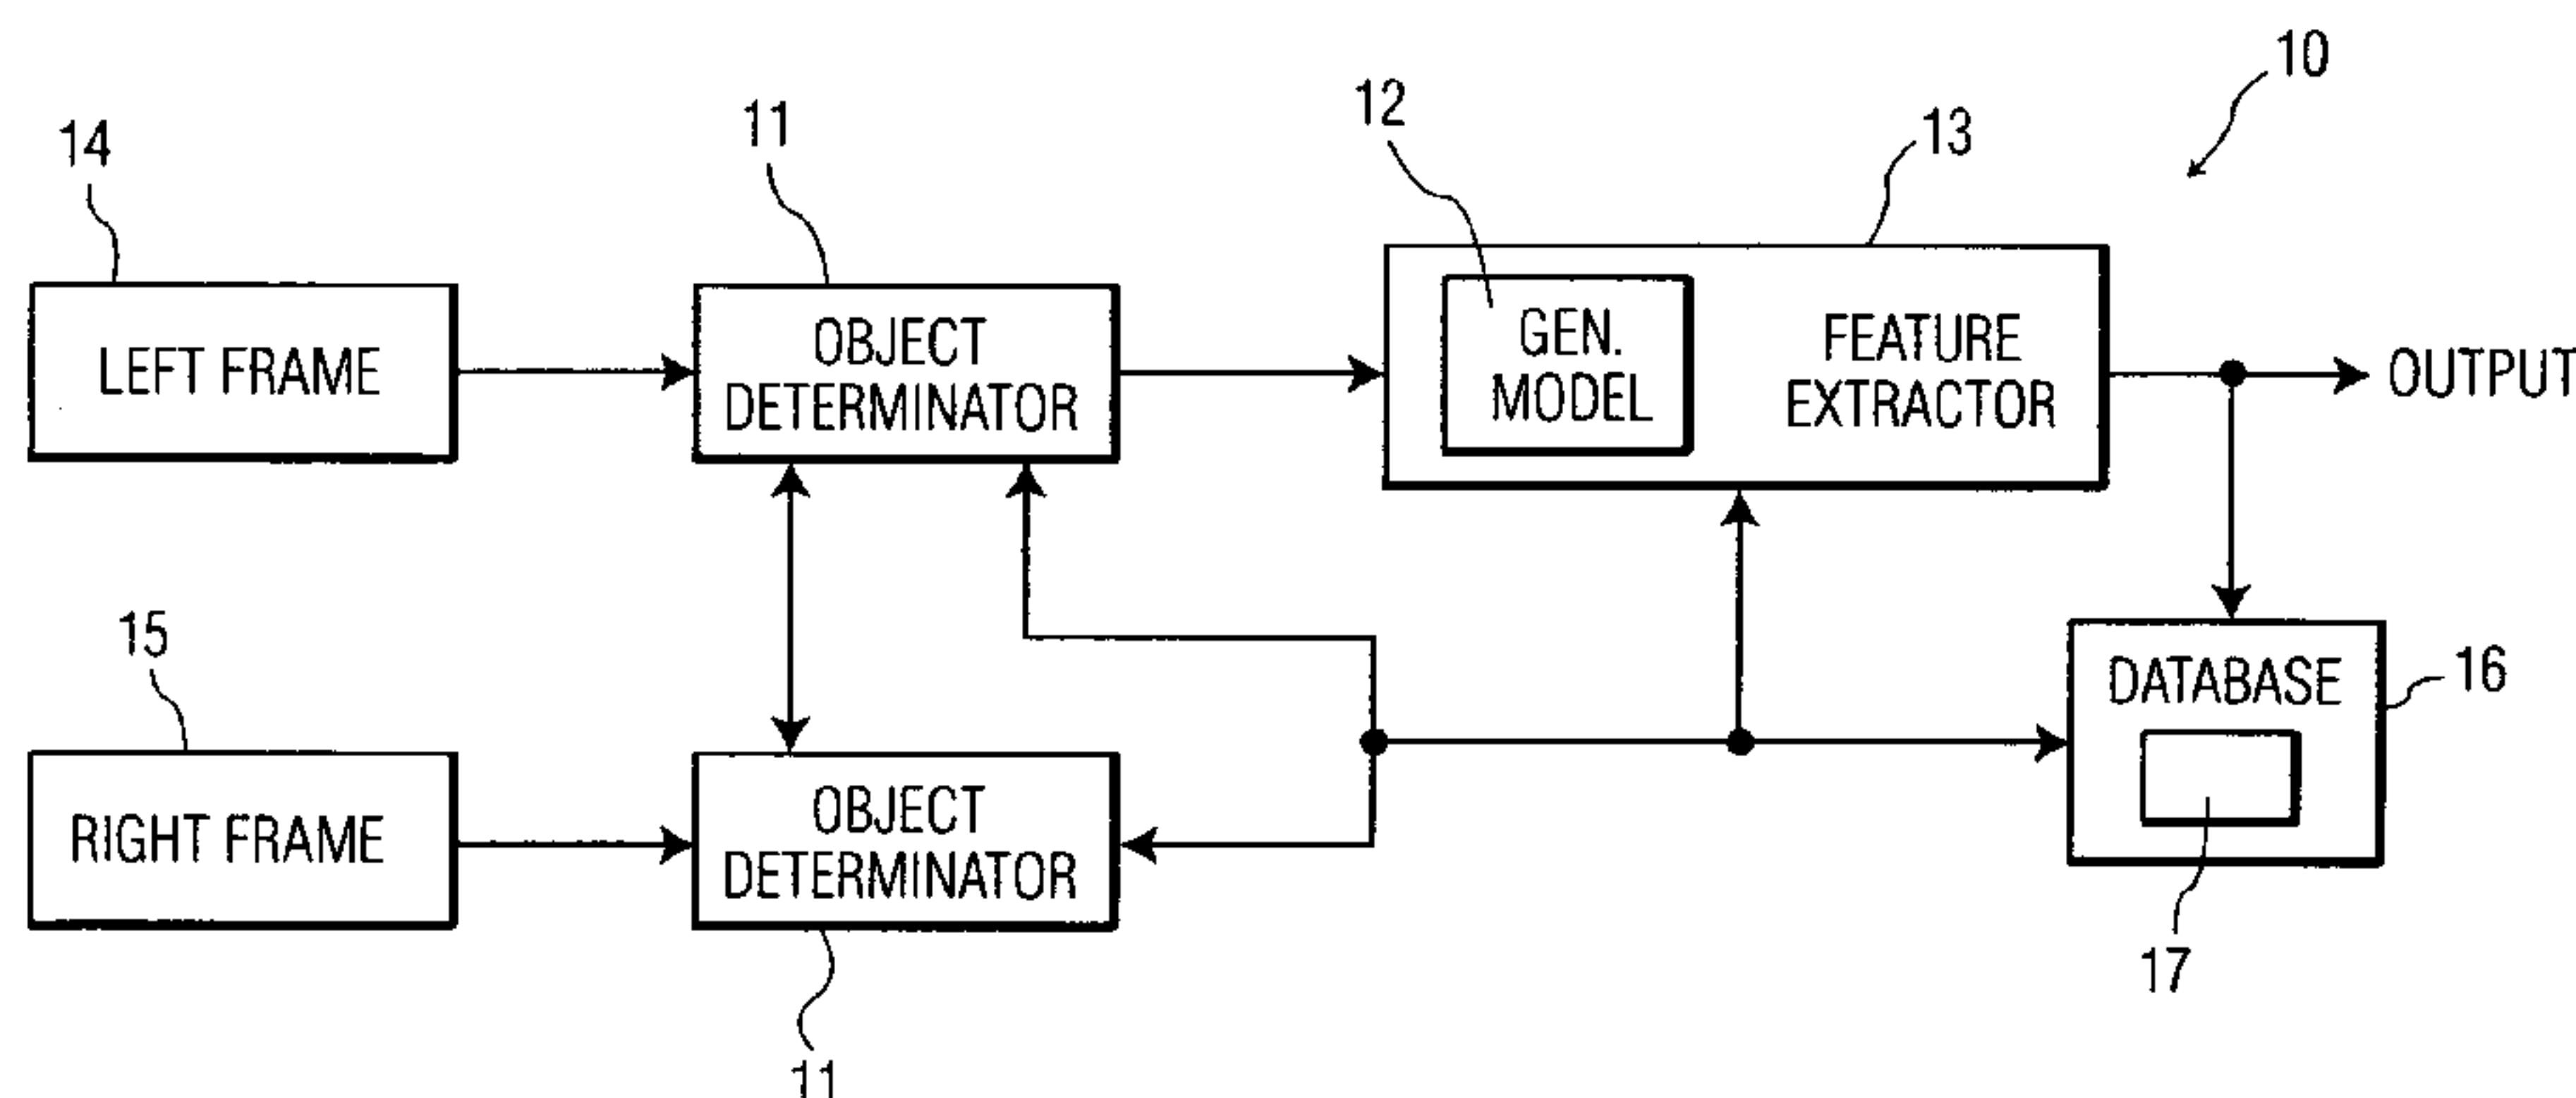 10
14
11
12
13
LEFT FRAME
OBJECT
DETERMINATOR
GEN.
MODEL
FEATURE
EXTRACTOR
OUTPUT
15
16
DATABASE
RIGHT FRAME
OBJECT
DETERMINATOR
17
11